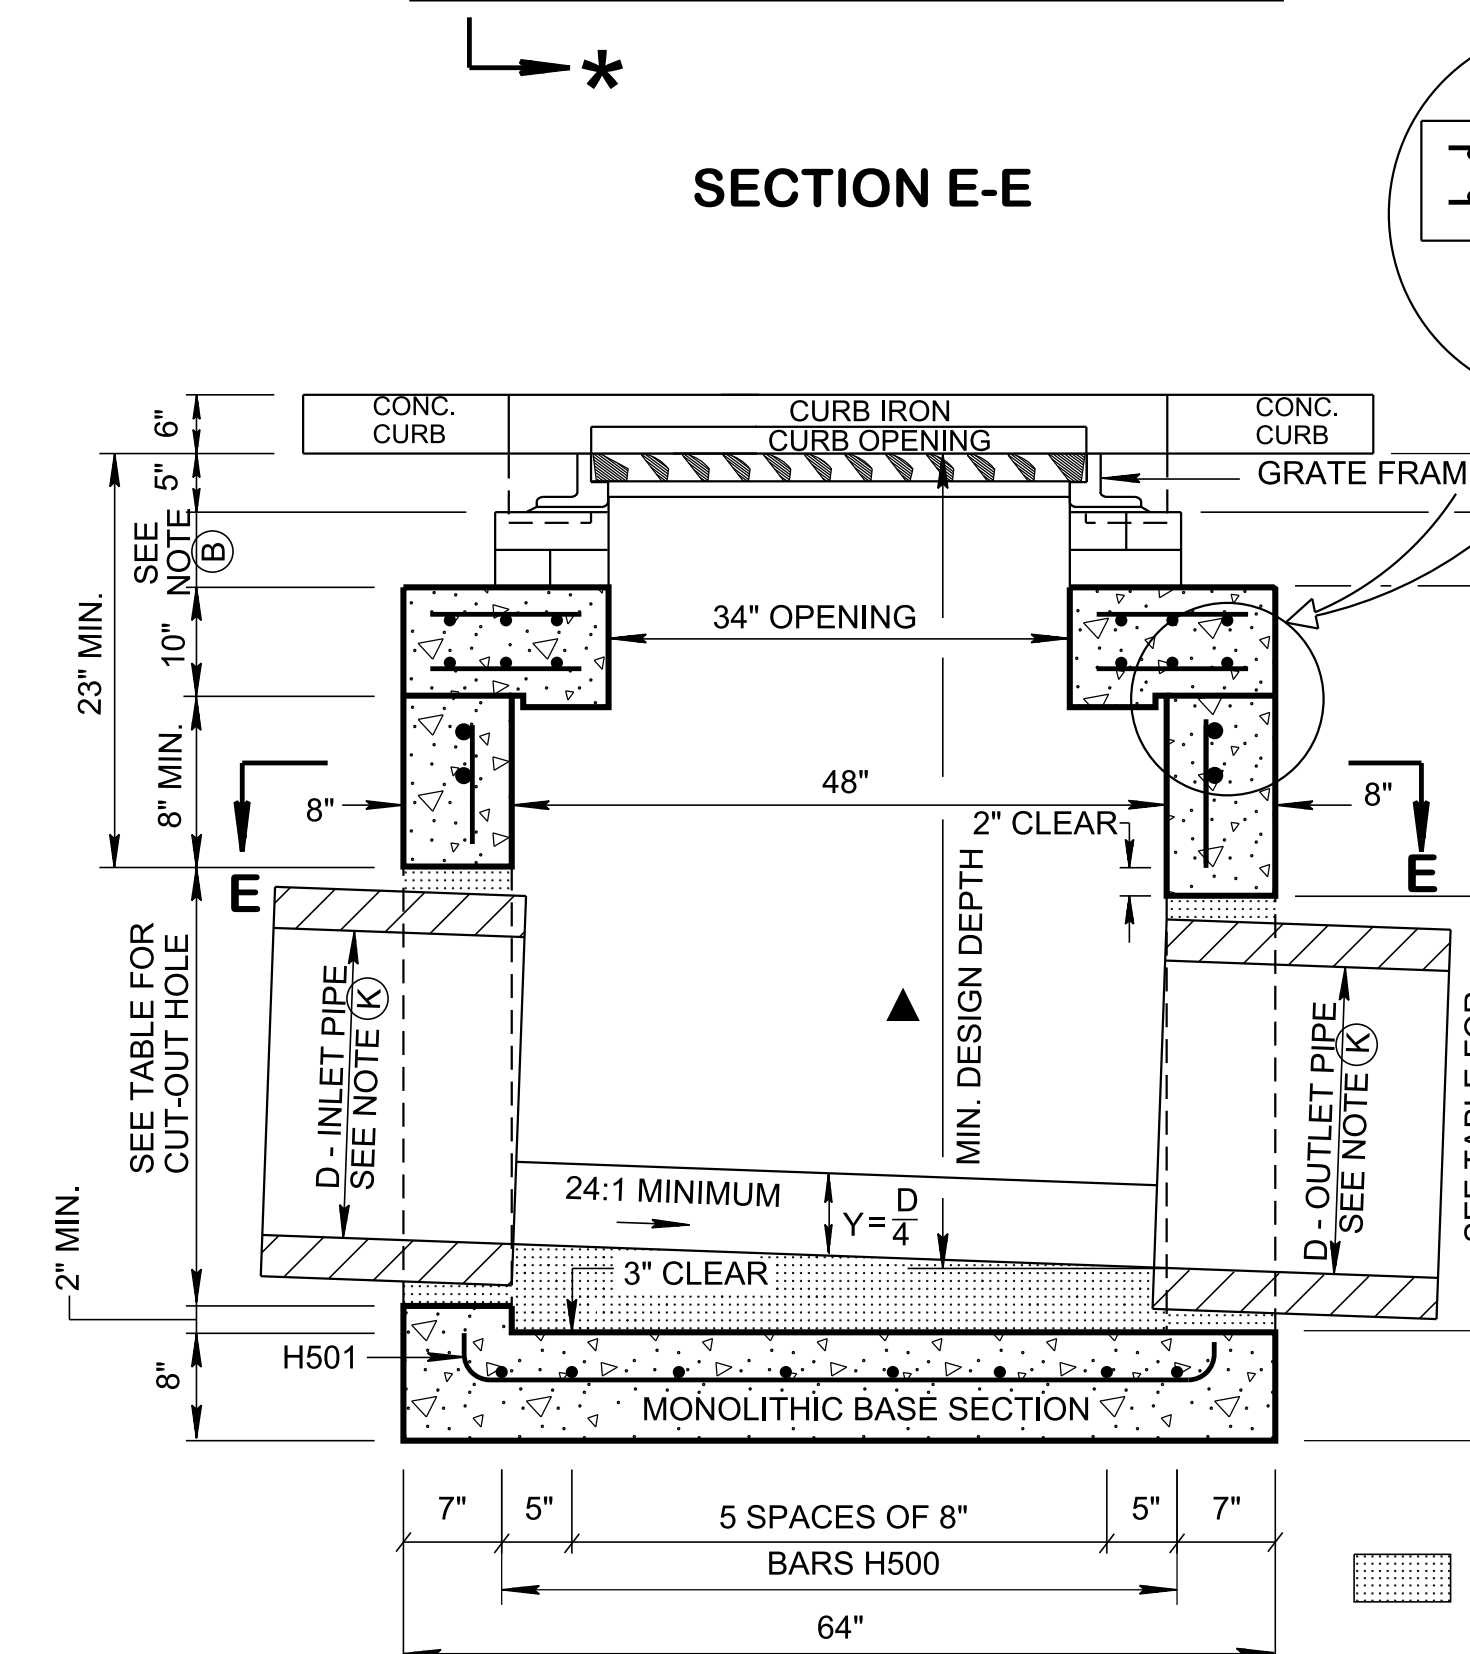 *
SECTION E-E
CONC.
CURB
CURB IRON
CURB OPENING
CONC.
CURB
GRATE FRAM
6"
5"
SEE
NOTE B
23" MIN.
10"
8" MIN.
34" OPENING
48"
8"
8"
2" CLEAR
E
E
SEE TABLE FOR
CUT-OUT HOLE
D - INLET PIPE
SEE NOTE K
MIN. DESIGN DEPTH
D - OUTLET PIPE
SEE NOTE K
SEE TABLE FOR
24:1 MINIMUM
Y = D
4
2" MIN.
3" CLEAR
H501
8"
MONOLITHIC BASE SECTION
7"
5"
5 SPACES OF 8"
5"
7"
BARS H500
64"